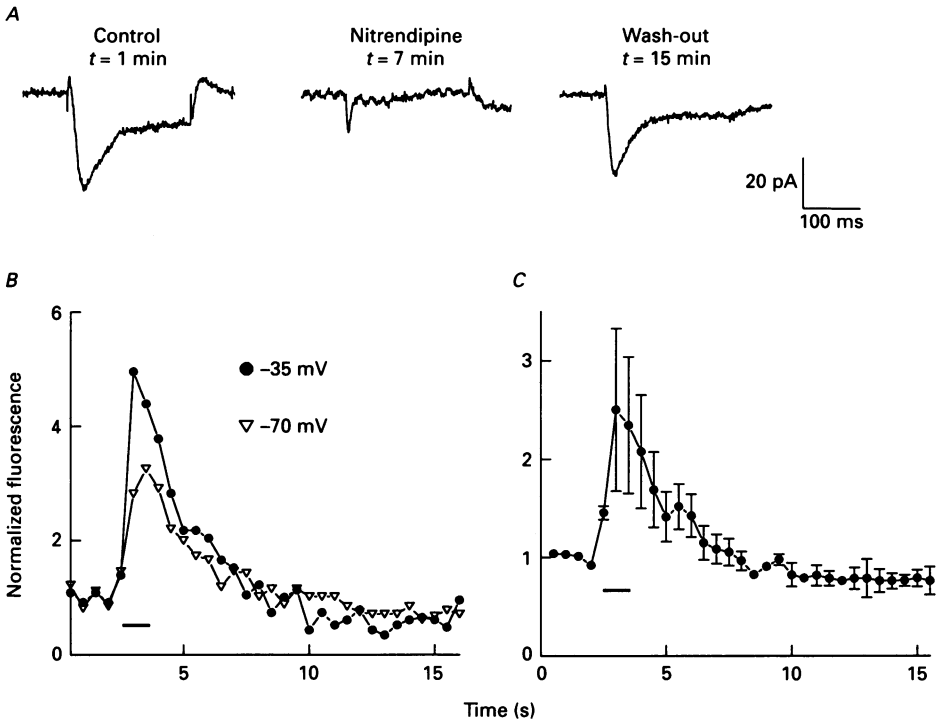 A
Control
t = 1 min
Nitrendipine
t = 7 min
Wash-out
t = 15 min
20 pA
100 ms
B
Normalized fluorescence
6
4
2
0
5
10
15
–35 mV
–70 mV
C
3
2
1
0
0
5
10
15
Time (s)